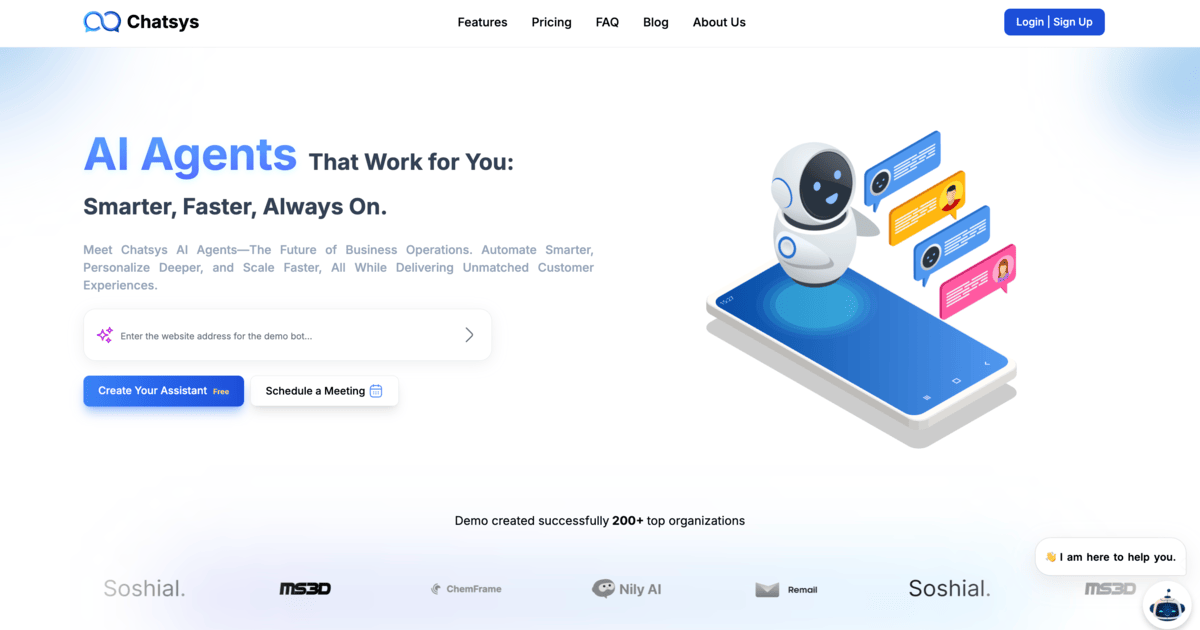 Chatsys
Features
Pricing
FAQ
Blog
About Us
Login | Sign Up
AI Agents That Work for You:
Smarter, Faster, Always On.
Meet Chatsys AI Agents—The Future of Business Operations. Automate Smarter,
Personalize Deeper, and Scale Faster, All While Delivering Unmatched Customer
Experiences.
Enter the website address for the demo bot...
Create Your Assistant Free
Schedule a Meeting
15:27
Demo created successfully 200+ top organizations
👋 I am here to help you.
Soshial.
MS3D
ChemFrame
Nily AI
Remail
Soshial.
MS3D